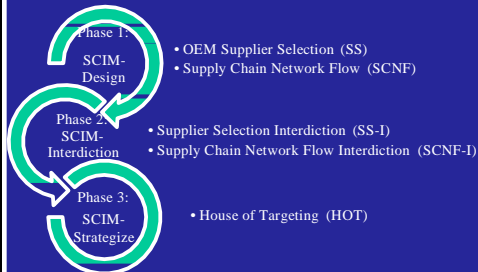 Phase 1:
SCIM-
Design
• OEM Supplier Selection (SS)
• Supply Chain Network Flow (SCNF)
Phase 2:
SCIM-
Interdiction
• Supplier Selection Interdiction (SS-I)
• Supply Chain Network Flow Interdiction (SCNF-I)
Phase 3:
SCIM-
Strategize
• House of Targeting (HOT)